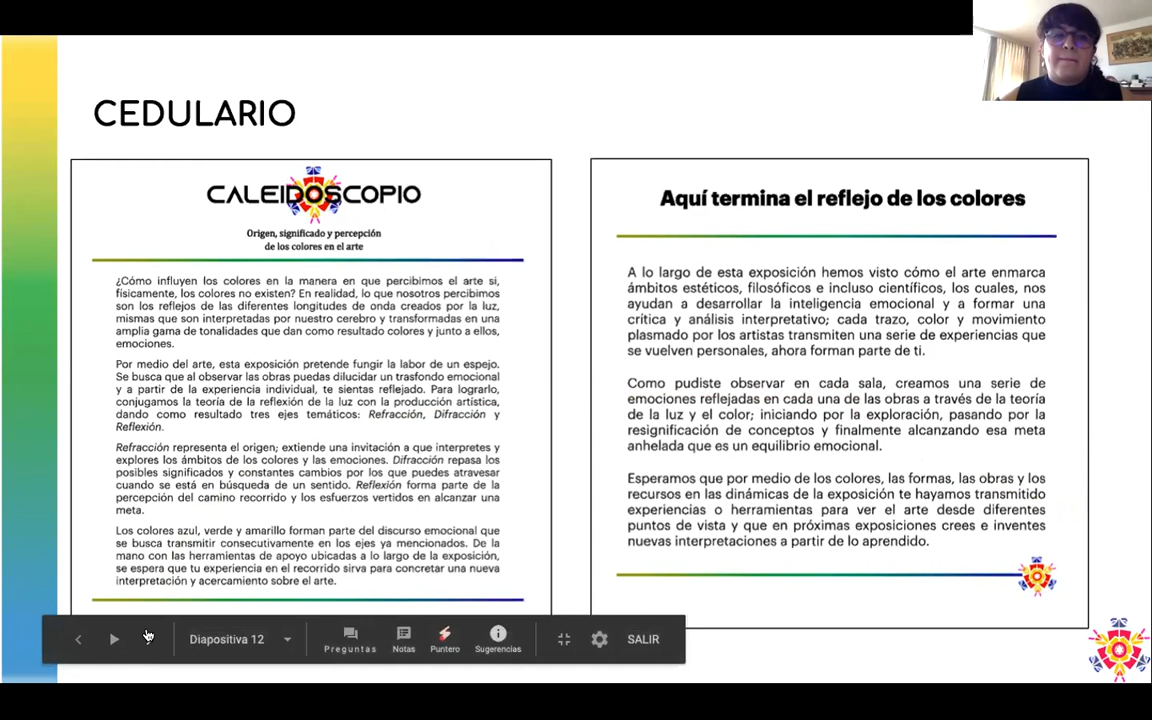 CEDULARIO
CALEIDOSCOPIO
Origen, significado y percepción
de los colores en el arte
¿Cómo influyen los colores en la manera en que percibimos el arte si,
físicamente, los colores no existen? En realidad, lo que nosotros percibimos
son los reflejos de las diferentes longitudes de onda creados por la luz,
mismas que son interpretadas por nuestro cerebro y transformadas en una
amplia gama de tonalidades que dan como resultado colores y junto a ellos,
emociones.
Por medio del arte, esta exposición pretende fungir la labor de un espejo.
Se busca que al observar las obras puedas dilucidar un trasfondo emocional
y a partir de la experiencia individual, te sientas reflejado. Para lograrlo,
conjugamos la teoría de la reflexión de la luz con la producción artística,
dando como resultado tres ejes temáticos: Refracción, Difracción y
Reflexión.
Refracción representa el origen; extiende una invitación a que interpretes y
explores los ámbitos de los colores y las emociones. Difracción repasa los
posibles significados y constantes cambios por los que puedes atravesar
cuando se está en búsqueda de un sentido. Reflexión forma parte de la
percepción del camino recorrido y los esfuerzos vertidos en alcanzar una
meta.
Los colores azul, verde y amarillo forman parte del discurso emocional que
se busca transmitir consecutivamente en los ejes ya mencionados. De la
mano con las herramientas de apoyo ubicadas a lo largo de la exposición,
se espera que tu experiencia en el recorrido sirva para concretar una nueva
interpretación y acercamiento sobre el arte.
Aquí termina el reflejo de los colores
A lo largo de esta exposición hemos visto cómo el arte enmarca
ámbitos estéticos, filosóficos e incluso científicos, los cuales, nos
ayudan a desarrollar la inteligencia emocional y a formar una
crítica y análisis interpretativo; cada trazo, color y movimiento
plasmado por los artistas transmiten una serie de experiencias que
se vuelven personales, ahora forman parte de ti.
Como pudiste observar en cada sala, creamos una serie de
emociones reflejadas en cada una de las obras a través de la teoría
de la luz y el color; iniciando por la exploración, pasando por la
resignificación de conceptos y finalmente alcanzando esa meta
anhelada que es un equilibrio emocional.
Esperamos que por medio de los colores, las formas, las obras y los
recursos en las dinámicas de la exposición te hayamos transmitido
experiencias o herramientas para ver el arte desde diferentes
puntos de vista y que en próximas exposiciones crees e inventes
nuevas interpretaciones a partir de lo aprendido.
Diapositiva 12
Preguntas
Notas
Puntero
Sugerencias
SALIR